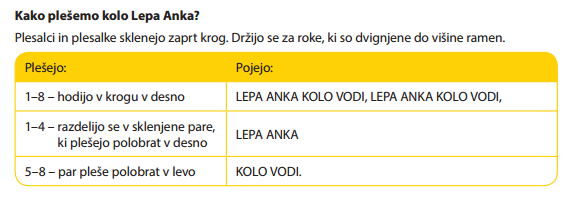 Kako plešemo kolo Lepa Anka?
Plesalci in plesalke sklenejo zaprt krog. Držijo se za roke, ki so dvignjene do višine ramen.
Plešejo: Pojejo:
1–8 – hodijo v krogu v desno LEPA ANKA KOLO VODI, LEPA ANKA KOLO VODI,
1–4 – razdelijo se v sklenjene pare,
ki plešejo polobrat v desno LEPA ANKA
5–8 – par pleše polobrat v levo KOLO VODI.